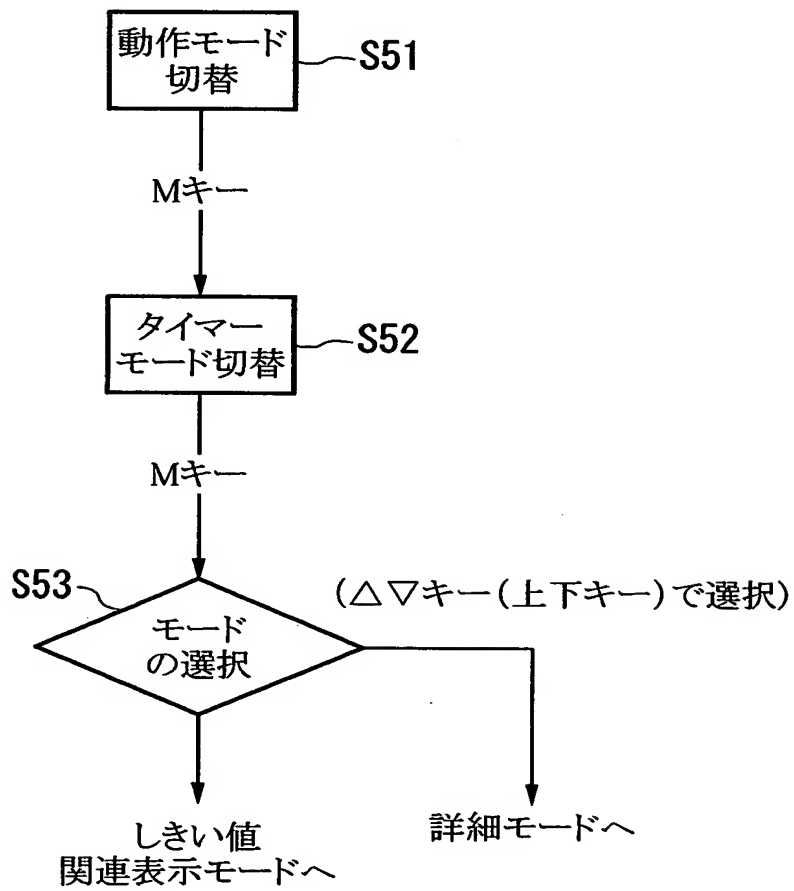 動作モード
切替
S51
Mキー
タイマー
モード切替
S52
Mキー
S53
(△▽キー(上下キー)で選択)
モード
の選択
しきい値
関連表示モードへ
詳細モードへ